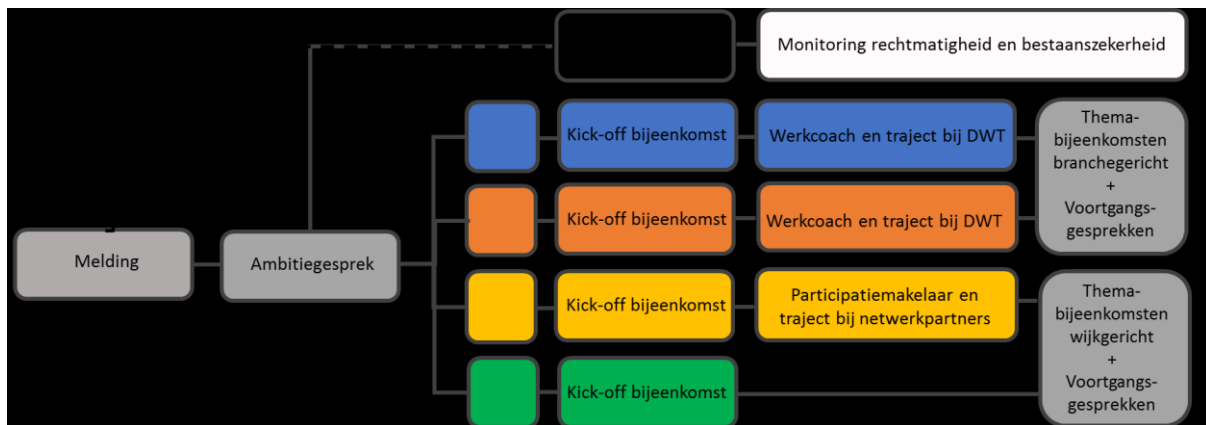 Monitoring rechtmatigheid en bestaanszekerheid
Kick-off bijeenkomst
Werkcoach en traject bij DWT
Thema-
bijeenkomsten
branchegericht
+
Voortgangs-
gesprekken
Kick-off bijeenkomst
Werkcoach en traject bij DWT
Melding
Ambitiegesprek
Kick-off bijeenkomst
Participatiemakelaar en
traject bij netwerkpartners
Thema-
bijeenkomsten
wijkgericht
+
Voortgangs-
gesprekken
Kick-off bijeenkomst